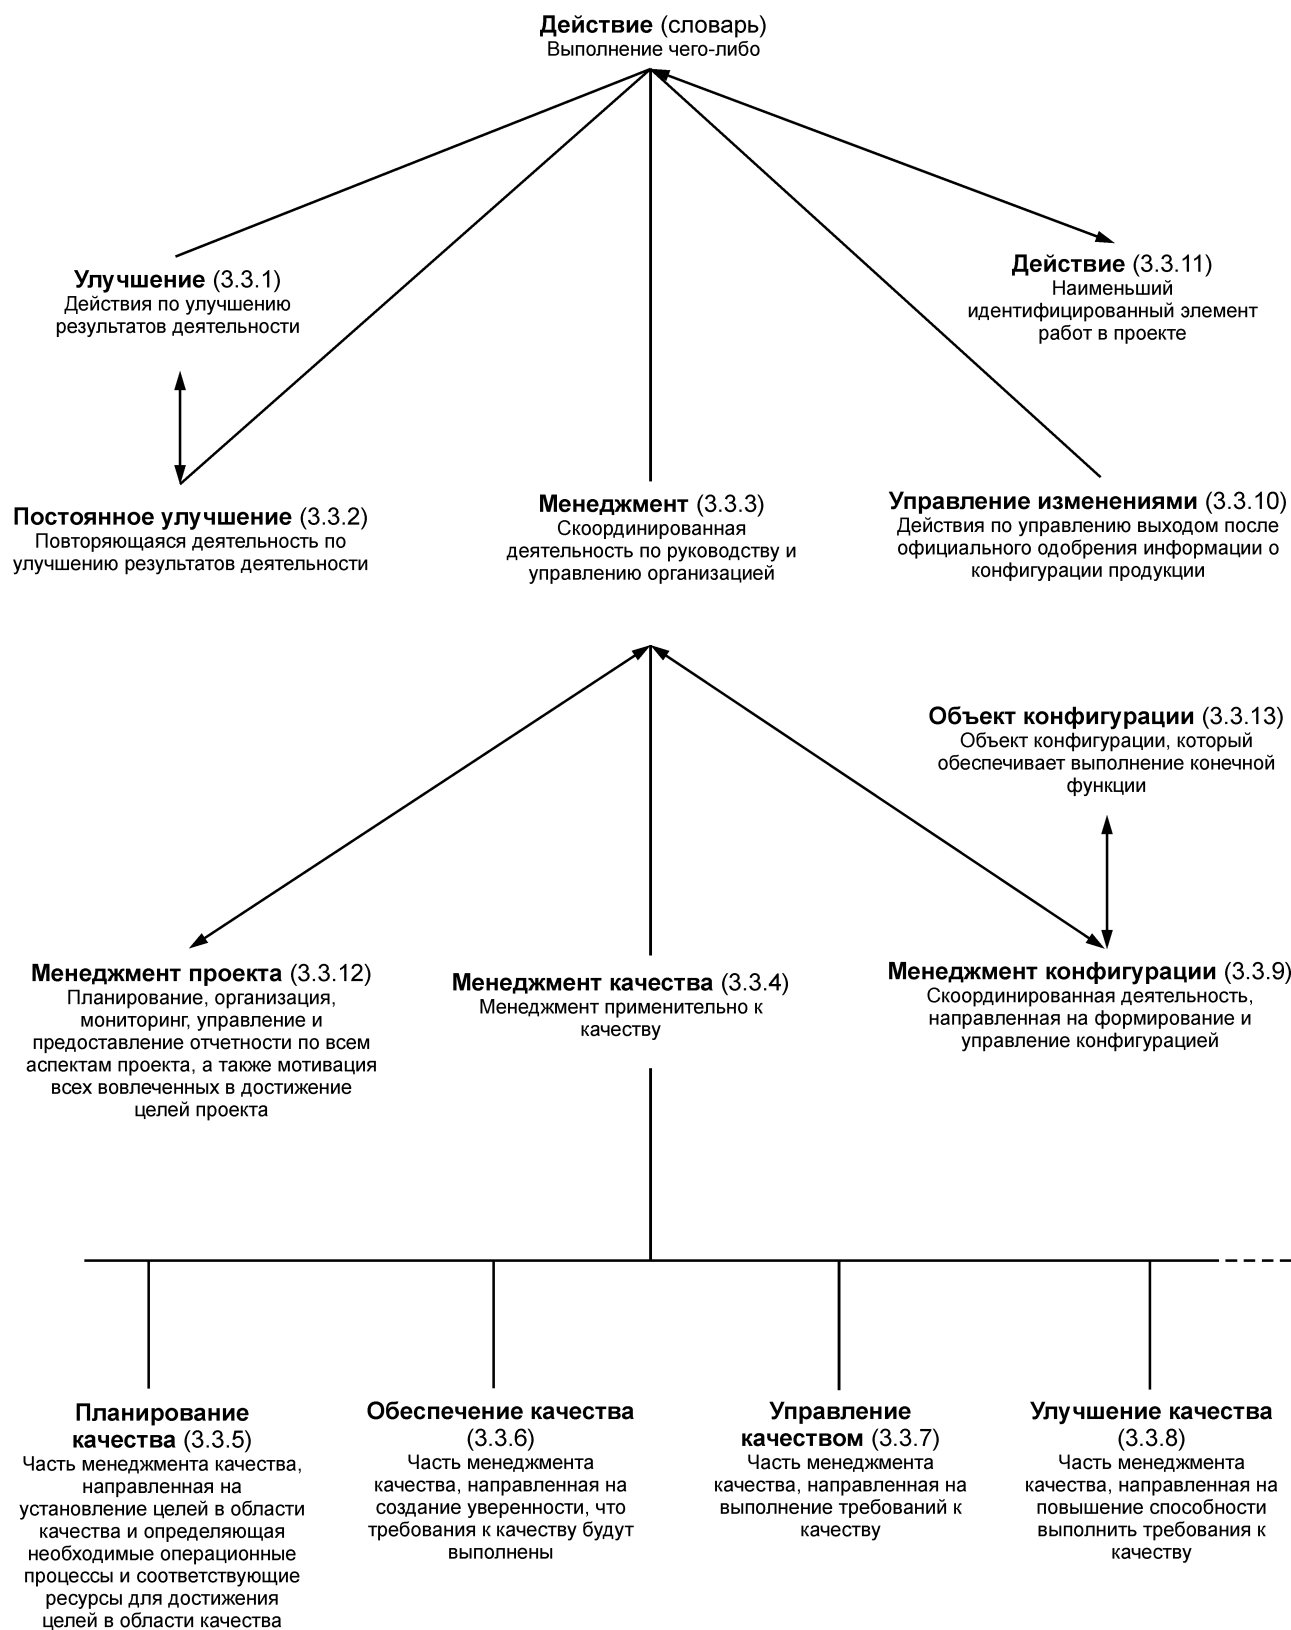 Действие (словарь)
Выполнение чего-либо
Улучшение (3.3.1)
Действия по улучшению
результатов деятельности
Действие (3.3.11)
Наименьший
идентифицированный элемент
работ в проекте
Постоянное улучшение (3.3.2)
Повторяющаяся деятельность по
улучшению результатов деятельности
Менеджмент (3.3.3)
Скоординированная
деятельность по руководству и
управлению организацией
Управление изменениями (3.3.10)
Действия по управлению выходом после
официального одобрения информации о
конфигурации продукции
Объект конфигурации (3.3.13)
Объект конфигурации, который
обеспечивает выполнение конечной
функции
Менеджмент проекта (3.3.12)
Планирование, организация,
мониторинг, управление и
предоставление отчетности по всем
аспектам проекта, а также мотивация
всех вовлеченных в достижение
целей проекта
Менеджмент качества (3.3.4)
Менеджмент применительно к
качеству
Менеджмент конфигурации (3.3.9)
Скоординированная деятельность,
направленная на формирование и
управление конфигурацией
Планирование
качества (3.3.5)
Часть менеджмента качества,
направленная на
установление целей в области
качества и определяющая
необходимые операционные
процессы и соответствующие
ресурсы для достижения
целей в области качества
Обеспечение качества
(3.3.6)
Часть менеджмента
качества, направленная на
создание уверенности, что
требования к качеству будут
выполнены
Управление
качеством (3.3.7)
Часть менеджмента
качества, направленная на
выполнение требований к
качеству
Улучшение качества
(3.3.8)
Часть менеджмента
качества, направленная на
повышение способности
выполнить требования к
качеству